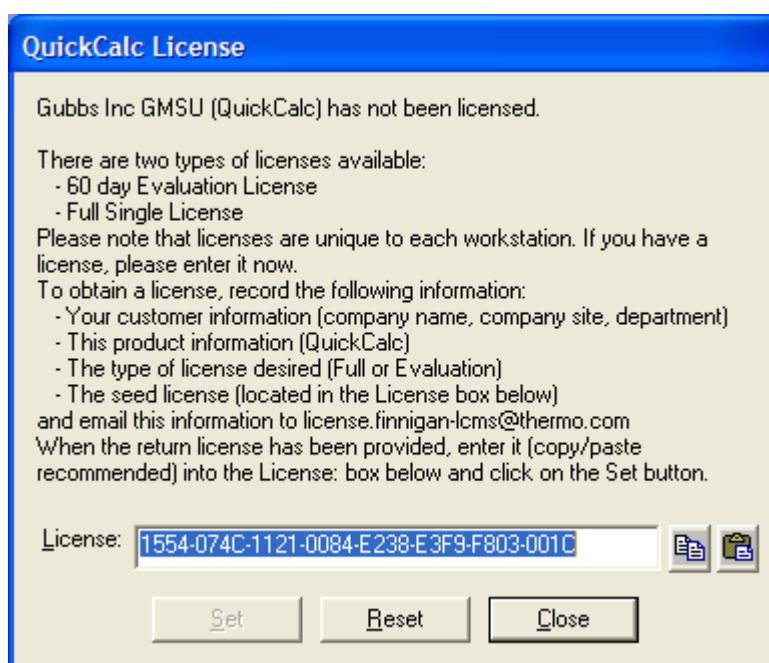 QuickCalc License
Gubbs Inc GMSU (QuickCalc) has not been licensed.
There are two types of licenses available:
- 60 day Evaluation License
- Full Single License
Please note that licenses are unique to each workstation. If you have a
license, please enter it now.
To obtain a license, record the following information:
- Your customer information (company name, company site, department)
- This product information (QuickCalc)
- The type of license desired (Full or Evaluation)
- The seed license (located in the License box below)
and email this information to license.finnigan-lcms@thermo.com
When the return license has been provided, enter it (copy/paste
recommended) into the License: box below and click on the Set button.
License: 1554-074C-1121-0084-E238-E3F9-F803-001C
Set Reset Close